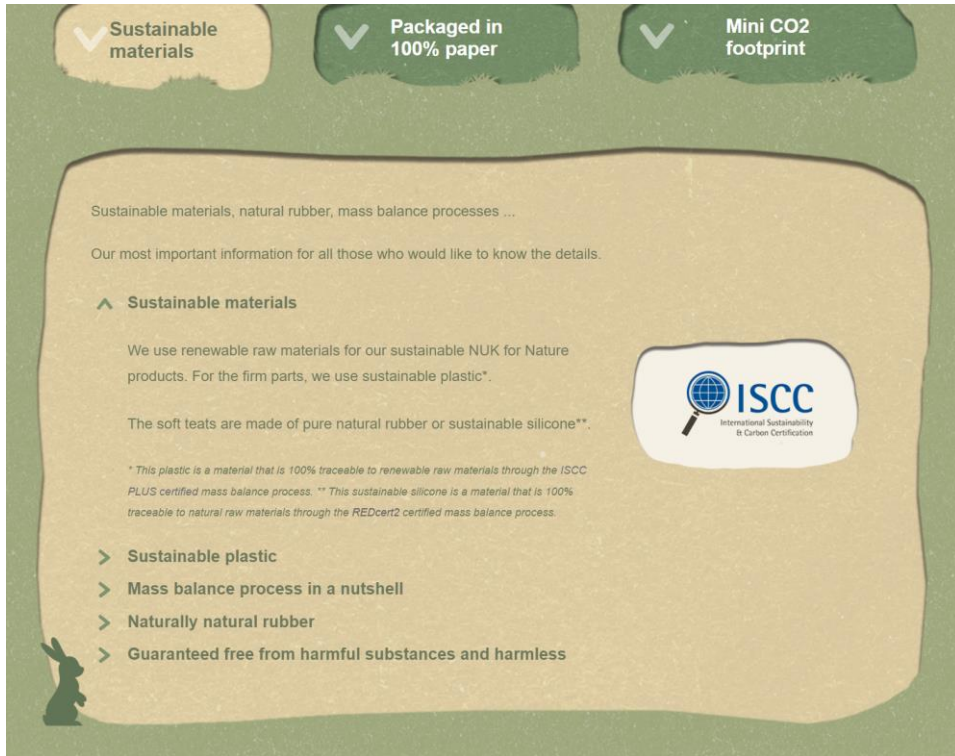 Sustainable
materials
Packaged in
100% paper
Mini CO2
footprint
Sustainable materials, natural rubber, mass balance processes ...
Our most important information for all those who would like to know the details.
Sustainable materials
We use renewable raw materials for our sustainable NUK for Nature
products. For the firm parts, we use sustainable plastic*.
The soft teats are made of pure natural rubber or sustainable silicone**.
* This plastic is a material that is 100% traceable to renewable raw materials through the ISCC
PLUS certified mass balance process. ** This sustainable silicone is a material that is 100%
traceable to natural raw materials through the REDcert2 certified mass balance process.
ISCC
International Sustainability
& Carbon Certification
Sustainable plastic
Mass balance process in a nutshell
Naturally natural rubber
Guaranteed free from harmful substances and harmless